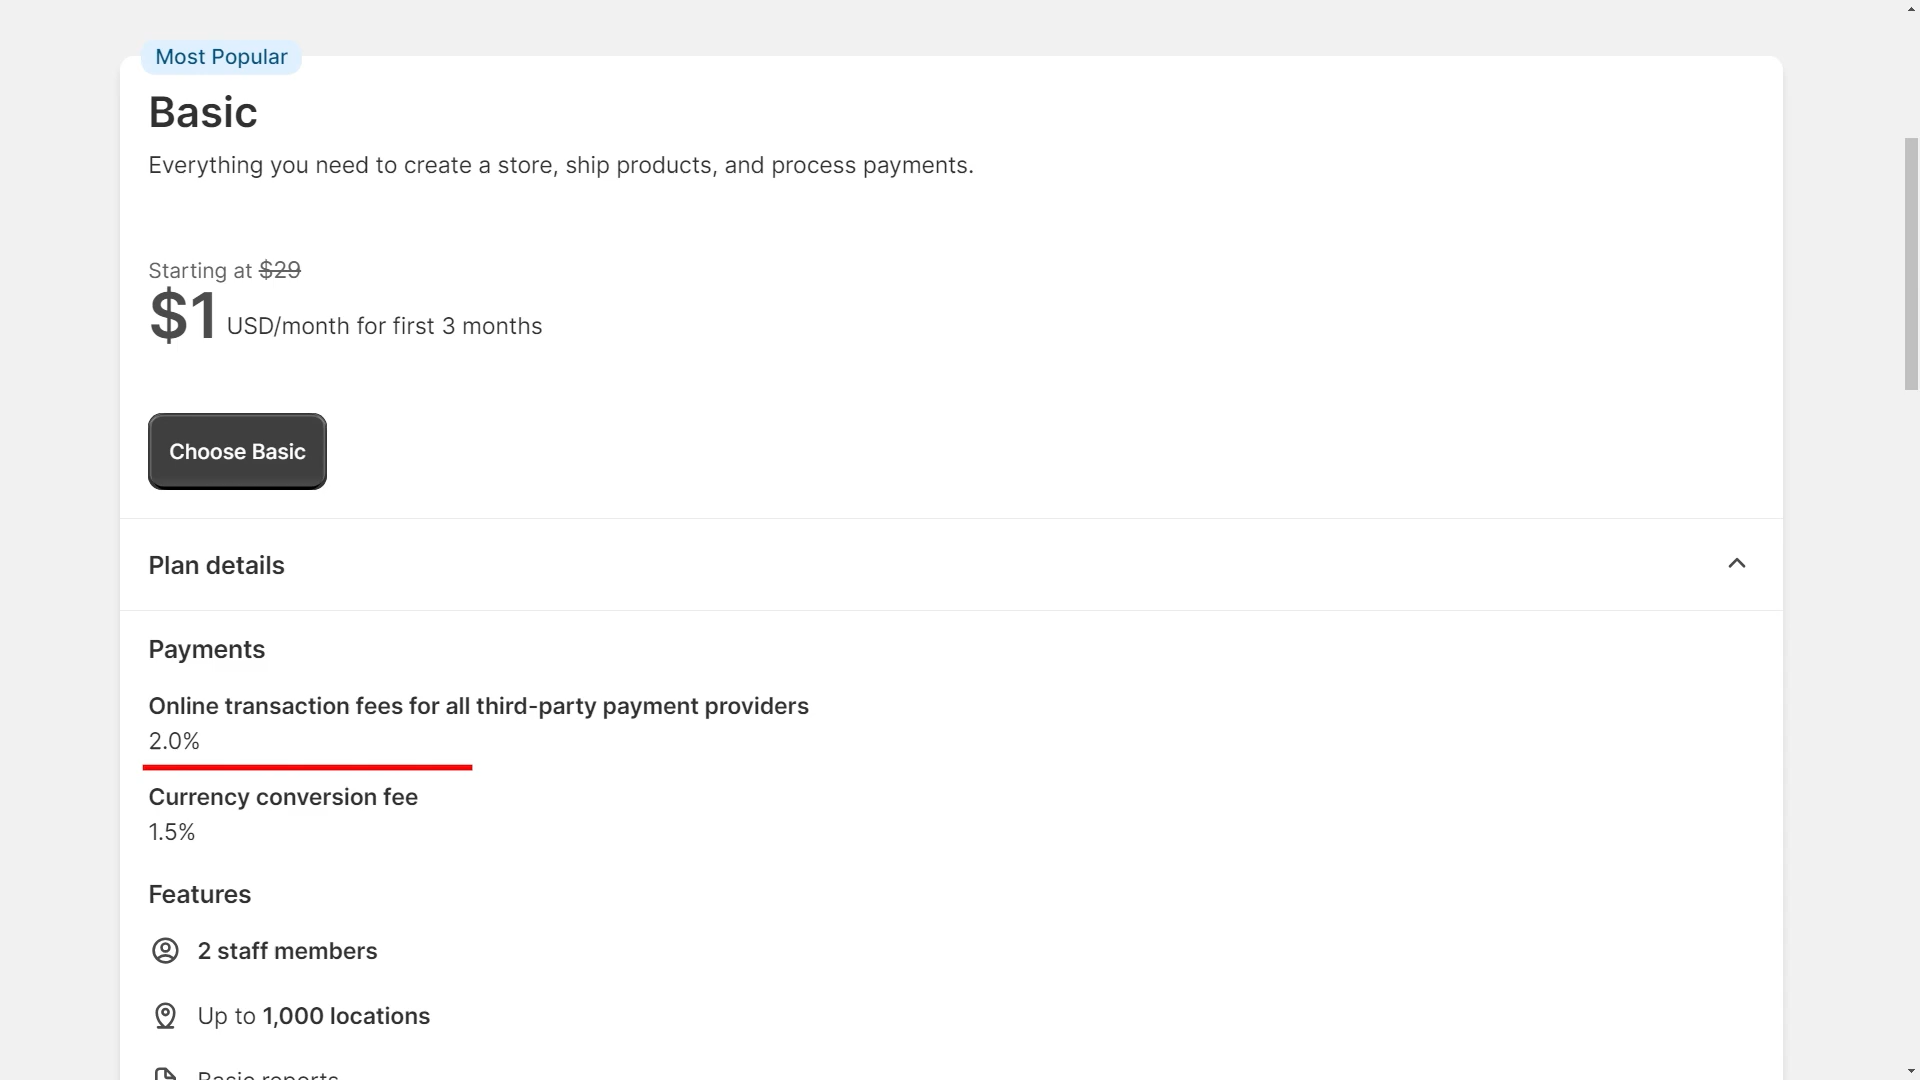 Most Popular
Basic
Everything you need to create a store, ship products, and process payments.
Starting at $29
$1 USD/month for first 3 months
Choose Basic
Plan details
Payments
Online transaction fees for all third-party payment providers
2.0%
Currency conversion fee
1.5%
Features
2 staff members
Up to 1,000 locations
Basic reports